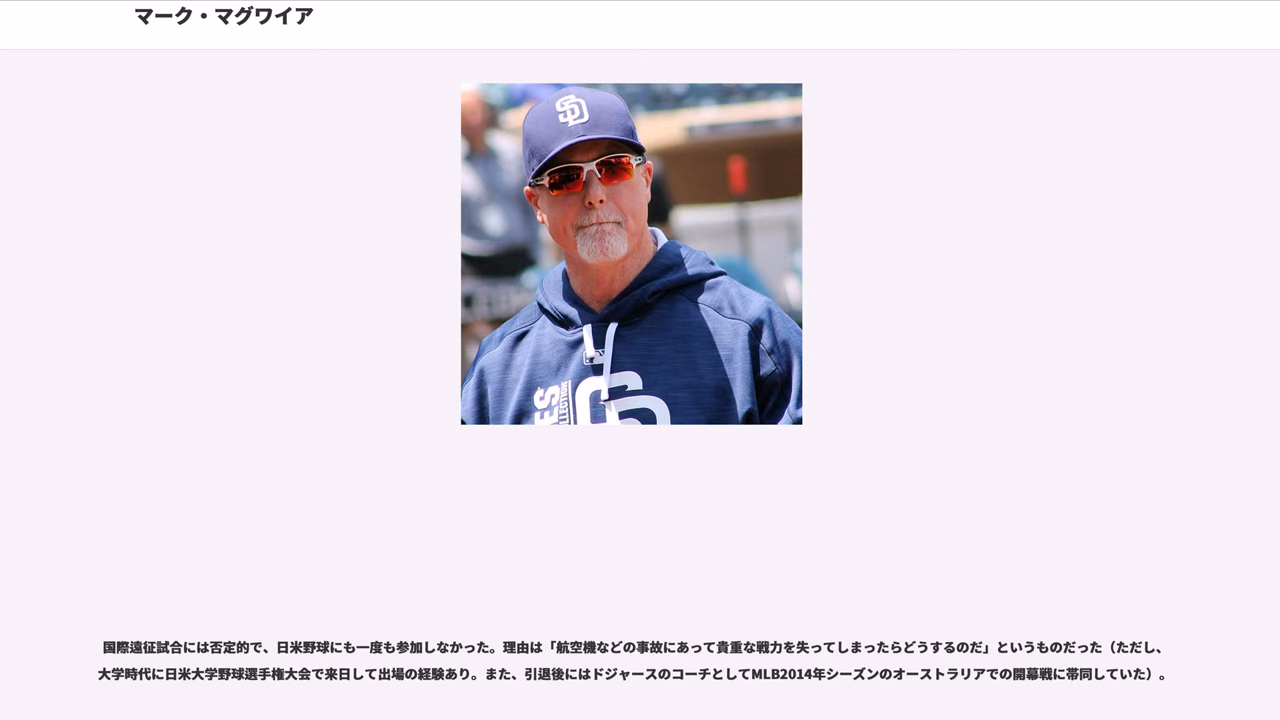 マーク・マグワイア
SD
ES
LLECTION
国際遠征試合には否定的で、日米野球にも一度も参加しなかった。理由は「航空機などの事故にあって貴重な戦力を失ってしまったらどうするのだ」というものだった（ただし、
大学時代に日米大学野球選手権大会で来日して出場の経験あり。また、引退後にはドジャースのコーチとしてMLB2014年シーズンのオーストラリアでの開幕戦に帯同していた）。